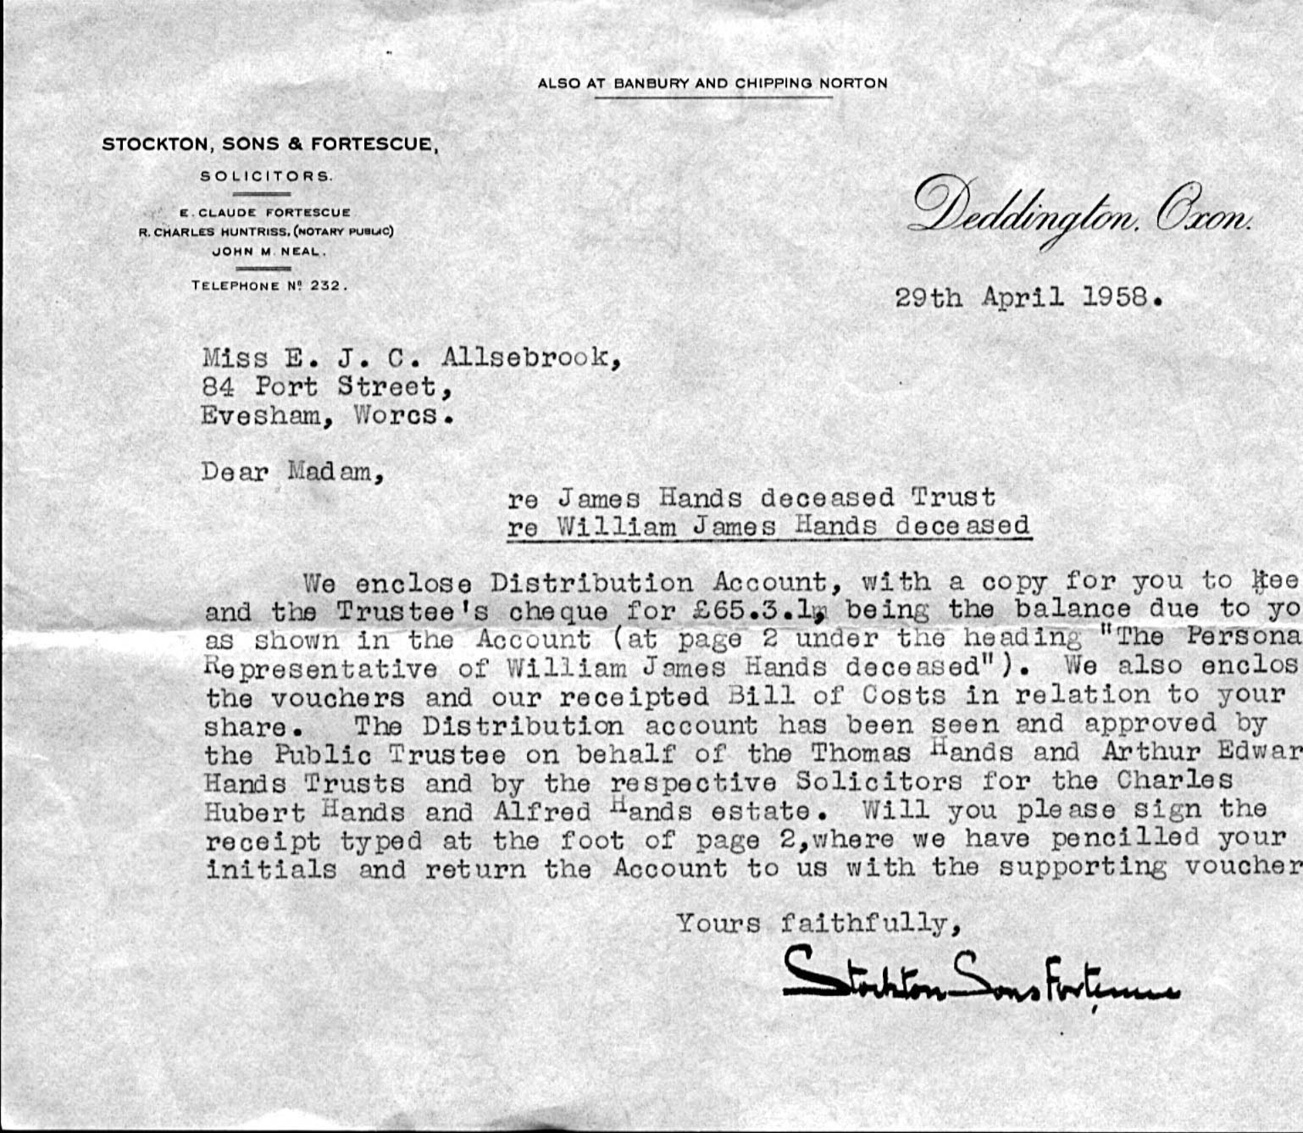 ALSO AT BANBURY AND CHIPPING NORTON
STOCKTON, SONS & FORTESCUE,
SOLICITORS.
E. CLAUDE FORTESCUE
R. CHARLES HUNTRISS, (NOTARY PUBLIC)
JOHN M. NEAL.
TELEPHONE Nº 232.
Deddington, Oxon.
29th April 1958.
Miss E. J. C. Allsebrook,
84 Port Street,
Evesham, Worcs.
Dear Madam,
re James Hands deceased Trust
re William James Hands deceased
We enclose Distribution Account, with a copy for you to kee
and the Trustee's cheque for £65.3.1, being the balance due to yo
as shown in the Account (at page 2 under the heading "The Persona
Representative of William James Hands deceased"). We also enclos
the vouchers and our receipted Bill of Costs in relation to your
share. The Distribution account has been seen and approved by
the Public Trustee on behalf of the Thomas Hands and Arthur Edwar
Hands Trusts and by the respective Solicitors for the Charles
Hubert Hands and Alfred Hands estate. Will you please sign the
receipt typed at the foot of page 2,where we have pencilled your
initials and return the Account to us with the supporting voucher
Yours faithfully,
Stockton Sons Fortescue